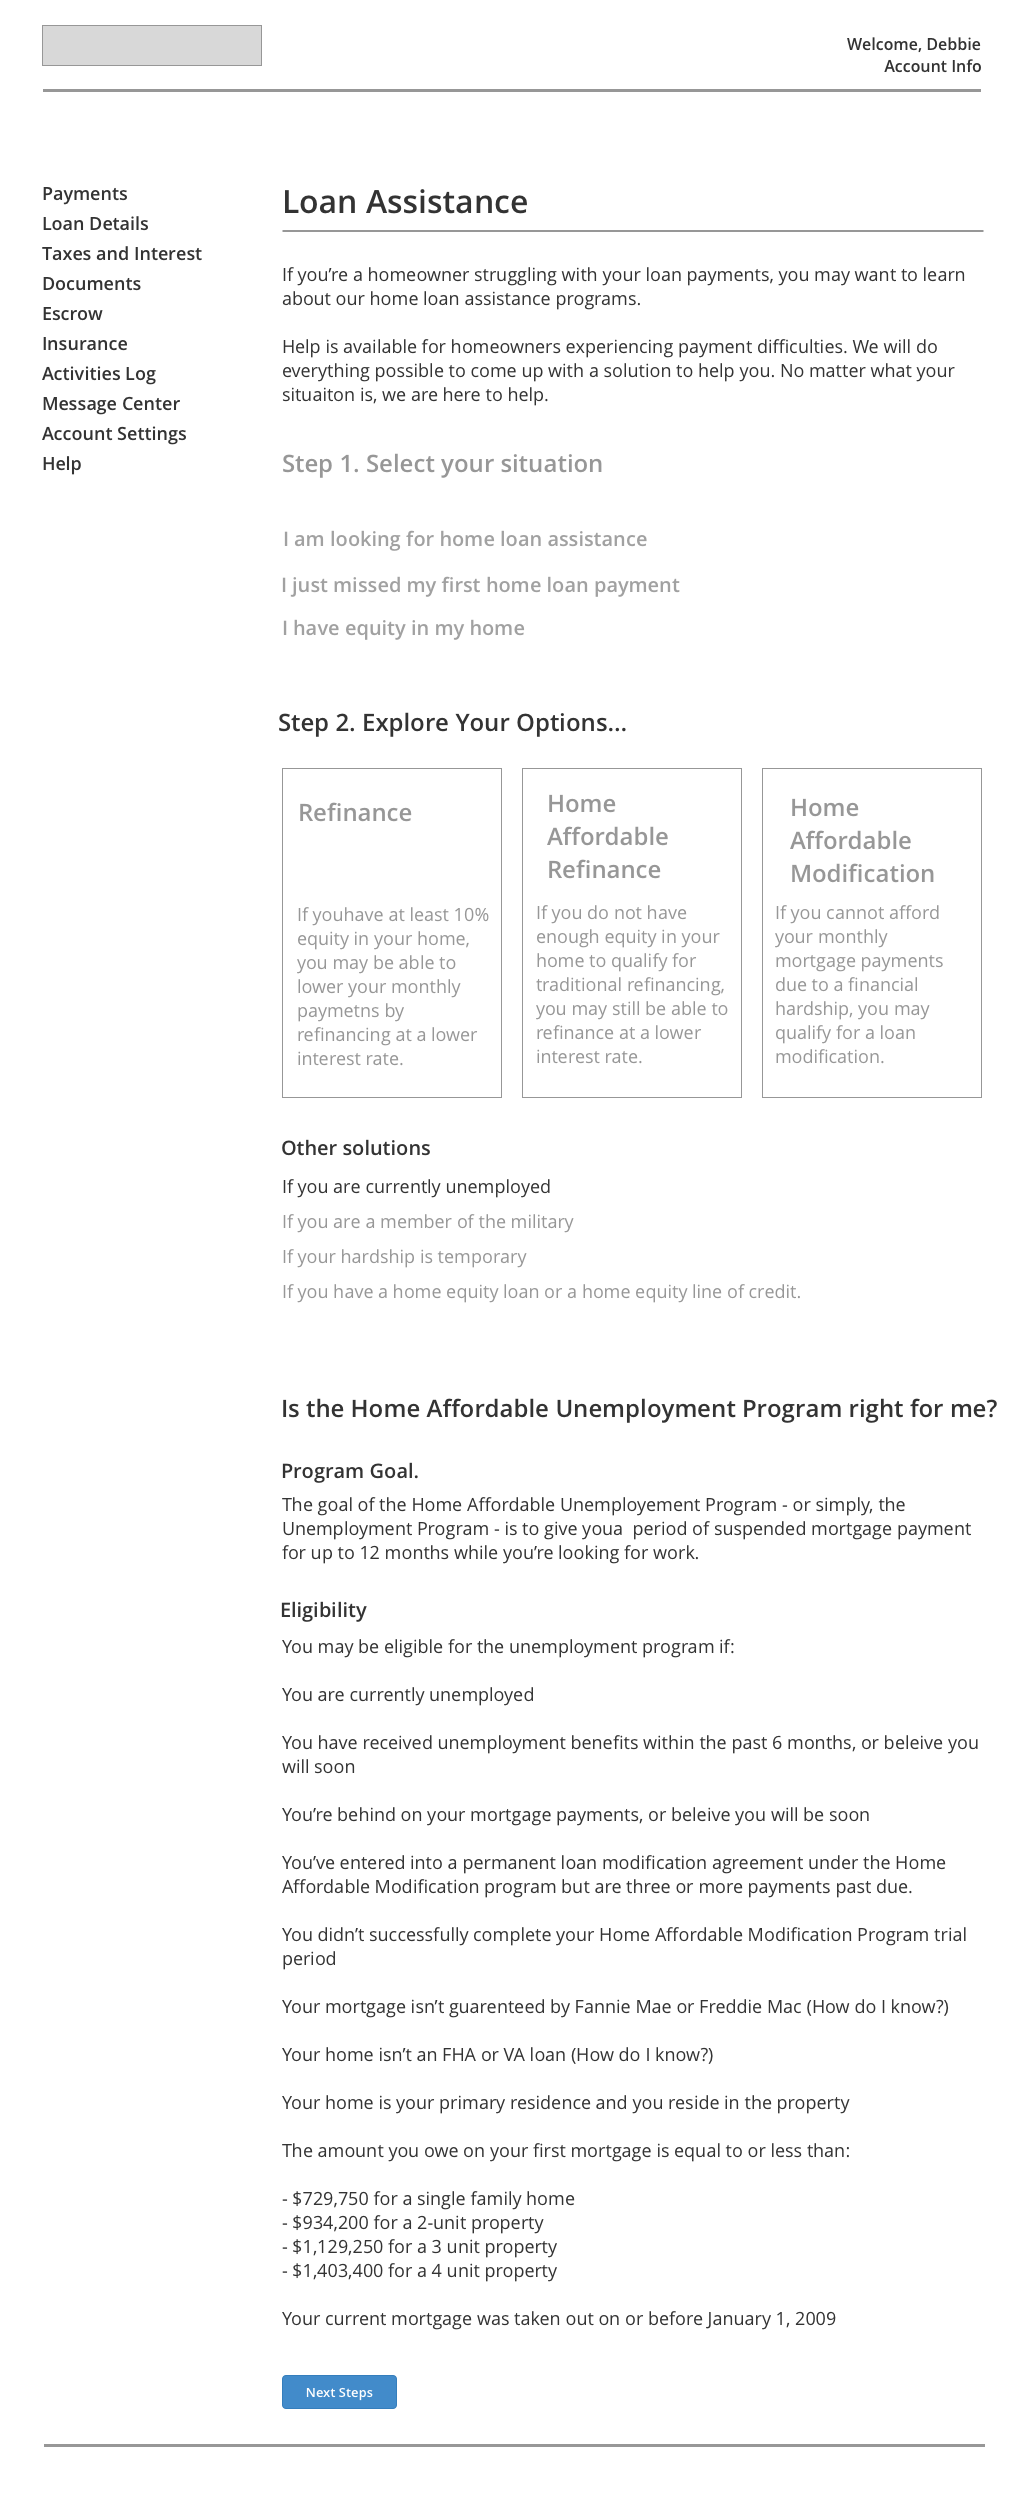 Welcome, Debbie
Account Info
Payments
Loan Details
Taxes and Interest
Documents
Escrow
Insurance
Activities Log
Message Center
Account Settings
Help
Loan Assistance
If you’re a homeowner struggling with your loan payments, you may want to learn
about our home loan assistance programs.
Help is available for homeowners experiencing payment difficulties. We will do
everything possible to come up with a solution to help you. No matter what your
situaiton is, we are here to help.
Step 1. Select your situation
I am looking for home loan assistance
I just missed my first home loan payment
I have equity in my home
Step 2. Explore Your Options...
Refinance
If youhave at least 10%
equity in your home,
you may be able to
lower your monthly
paymetns by
refinancing at a lower
interest rate.
Home
Affordable
Refinance
If you do not have
enough equity in your
home to qualify for
traditional refinancing,
you may still be able to
refinance at a lower
interest rate.
Home
Affordable
Modification
If you cannot afford
your monthly
mortgage payments
due to a financial
hardship, you may
qualify for a loan
modification.
Other solutions
If you are currently unemployed
If you are a member of the military
If your hardship is temporary
If you have a home equity loan or a home equity line of credit.
Is the Home Affordable Unemployment Program right for me?
Program Goal.
The goal of the Home Affordable Unemployement Program - or simply, the
Unemployment Program - is to give youa  period of suspended mortgage payment
for up to 12 months while you’re looking for work.
Eligibility
You may be eligible for the unemployment program if:
You are currently unemployed
You have received unemployment benefits within the past 6 months, or beleive you
will soon
You’re behind on your mortgage payments, or beleive you will be soon
You’ve entered into a permanent loan modification agreement under the Home
Affordable Modification program but are three or more payments past due.
You didn’t successfully complete your Home Affordable Modification Program trial
period
Your mortgage isn’t guarenteed by Fannie Mae or Freddie Mac (How do I know?)
Your home isn’t an FHA or VA loan (How do I know?)
Your home is your primary residence and you reside in the property
The amount you owe on your first mortgage is equal to or less than:
- $729,750 for a single family home
- $934,200 for a 2-unit property
- $1,129,250 for a 3 unit property
- $1,403,400 for a 4 unit property
Your current mortgage was taken out on or before January 1, 2009
Next Steps